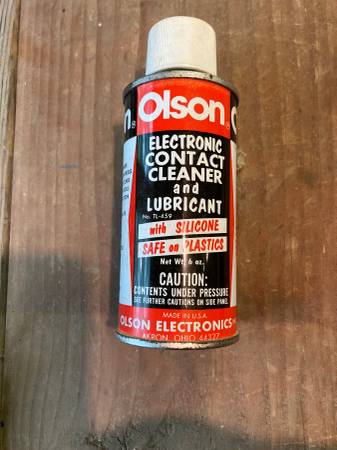 Olson®
ELECTRONIC
CONTACT
CLEANER
and
LUBRICANT
No. TL-459
with SILICONE
SAFE on PLASTICS
Net Wt. 6 oz.
CAUTION:
CONTENTS UNDER PRESSURE
SEE FURTHER CAUTIONS ON SIDE PANEL
MADE IN U.S.A.
OLSON ELECTRONICS
AKRON, OHIO 44327